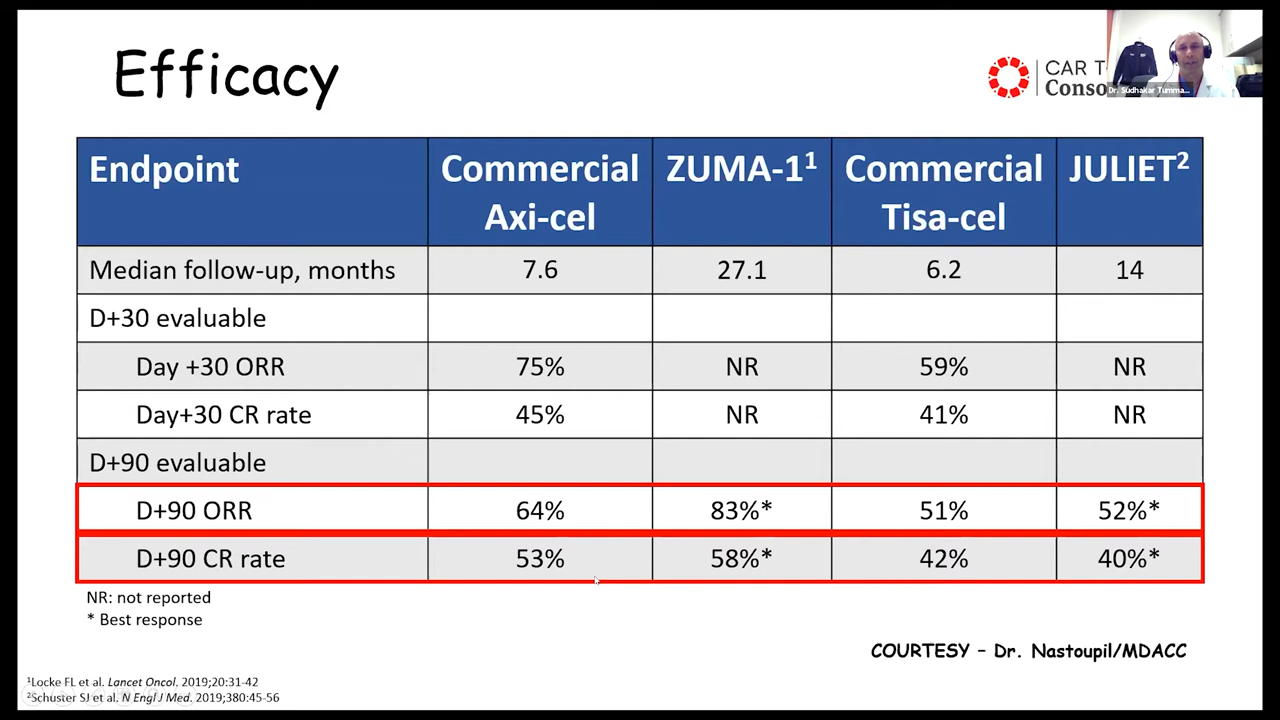 Efficacy
CAR T
Conso
Dr. Sudhakar Tumma...
Endpoint Commercial Axi-cel ZUMA-1¹ Commercial Tisa-cel JULIET²
Median follow-up, months 7.6 27.1 6.2 14
D+30 evaluable
Day +30 ORR 75% NR 59% NR
Day+30 CR rate 45% NR 41% NR
D+90 evaluable
D+90 ORR 64% 83%* 51% 52%*
D+90 CR rate 53% 58%* 42% 40%*
NR: not reported
* Best response
COURTESY – Dr. Nastoupil/MDACC
¹Locke FL et al. Lancet Oncol. 2019;20:31-42
²Schuster SJ et al. N Engl J Med. 2019;380:45-56